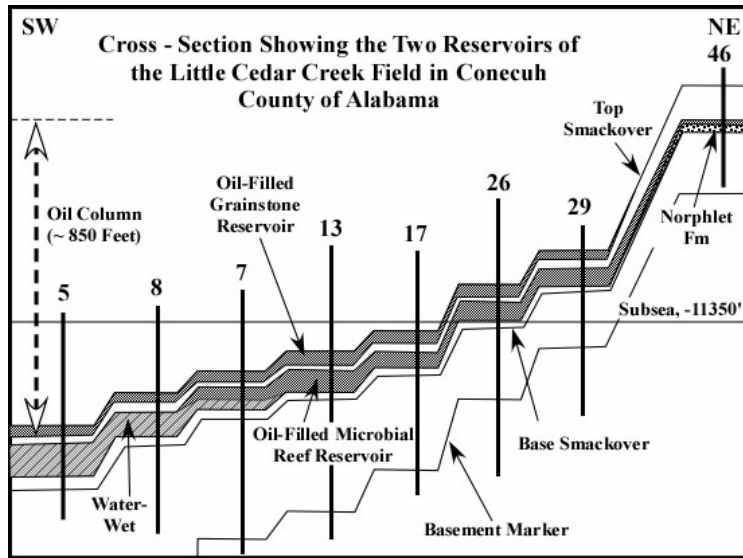 SW
NE
Cross - Section Showing the Two Reservoirs of
the Little Cedar Creek Field in Conecuh
County of Alabama
46
Top
Smackover
Oil-Filled
Grainstone
Reservoir
Oil Column
(~ 850 Feet)
26
29
13
17
Norphlet
Fm
5
8
7
Subsea, -11350'
Oil-Filled Microbial
Reef Reservoir
Base Smackover
Water-
Wet
Basement Marker